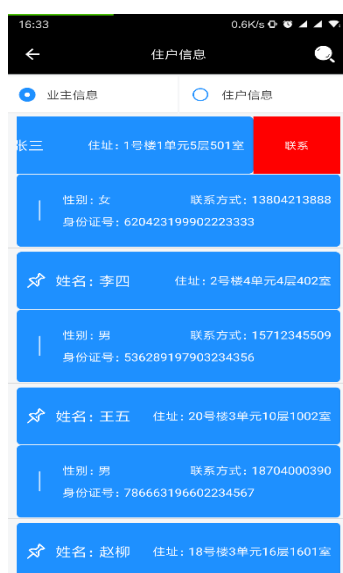 16:33 0.6K/s
住户信息
业主信息 住户信息
张三 住址：1号楼1单元5层501室 联系
性别：女 联系方式：13804213888
身份证号：620423199902223333
姓名：李四 住址：2号楼4单元4层402室
性别：男 联系方式：15712345509
身份证号：536289197903234356
姓名：王五 住址：20号楼3单元10层1002室
性别：男 联系方式：18704000390
身份证号：786663196602234567
姓名：赵柳 住址：18号楼3单元16层1601室